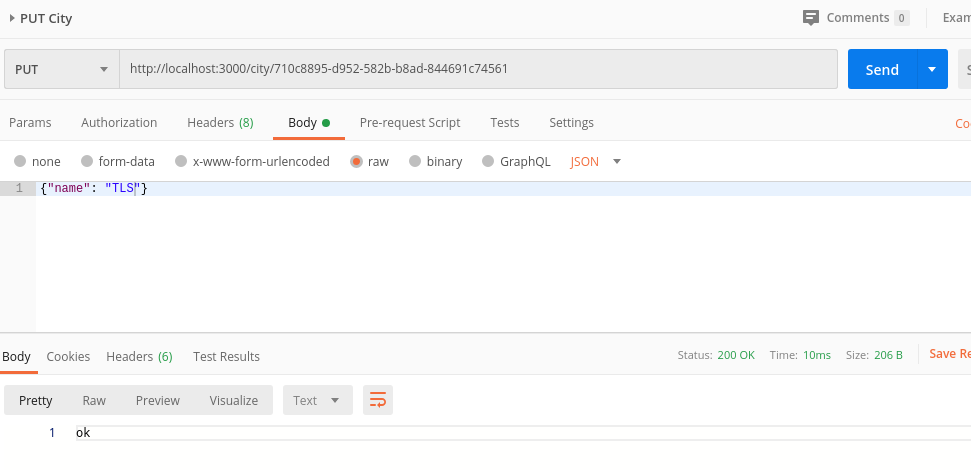 PUT City
Comments 0
PUT http://localhost:3000/city/710c8895-d952-582b-b8ad-844691c74561 Send
Params Authorization Headers (8) Body Pre-request Script Tests Settings
none form-data x-www-form-urlencoded raw binary GraphQL JSON
1 {"name": "TLS"}
Body Cookies Headers (6) Test Results Status: 200 OK Time: 10ms Size: 206 B Save
Pretty Raw Preview Visualize Text
1 ok